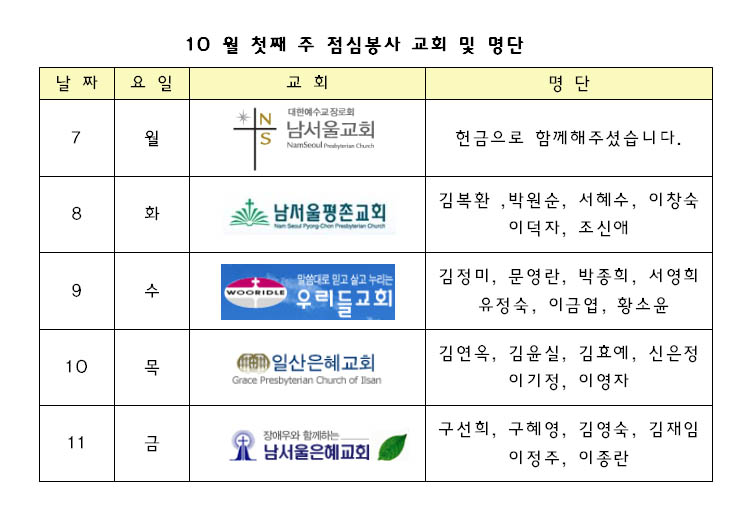 10 월 첫째 주 점심봉사 교회 및 명단
날 짜 요 일 교 회 명 단
7 월 대한예수교장로회
NS 남서울교회
NamSeoul Presbyterian Church
헌금으로 함께해주셨습니다.
8 화 남서울평촌교회
Nam Seoul Pyong-Chon Presbyterian Church
김복환 ,박원순, 서혜수, 이창숙
이덕자, 조신애
9 수 말씀대로 믿고 살고 누리는
WOORIDLE 우리들교회
김정미, 문영란, 박종희, 서영희
유정숙, 이금엽, 황소윤
10 목 일산은혜교회
Grace Presbyterian Church of Ilsan
김연옥, 김윤실, 김효예, 신은정
이기정, 이영자
11 금 장애우와 함께하는
남서울은혜교회
구선희, 구혜영, 김영숙, 김재임
이정주, 이종란